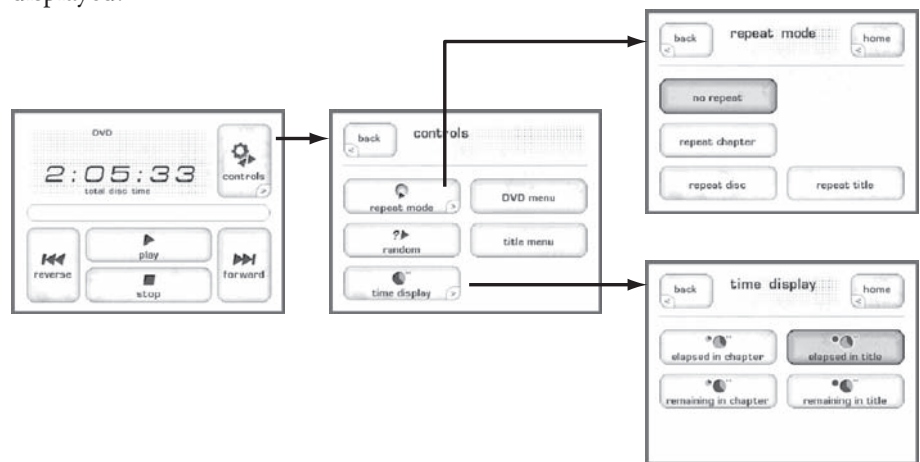 DVD
2:05:33
total disc time
controls
reverse
play
stop
forward
back
controls
repeat mode
DVD menu
random
title menu
time display
back
repeat mode
home
no repeat
repeat chapter
repeat disc
repeat title
back
time display
home
elapsed in chapter
elapsed in title
remaining in chapter
remaining in title